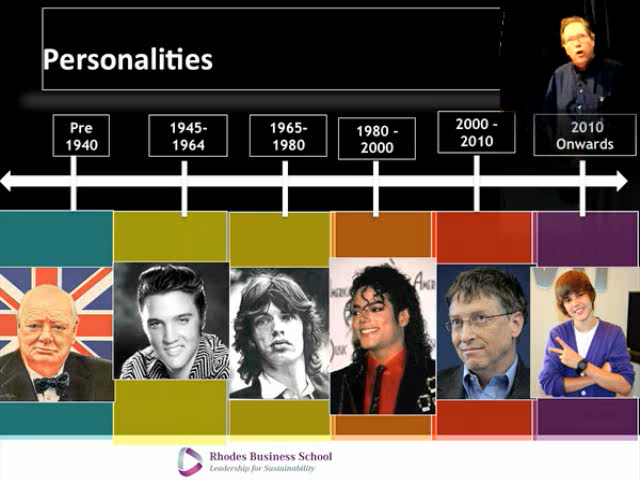 Personalities
Pre
1940
1945-
1964
1965-
1980
1980 -
2000
2000 -
2010
2010
Onwards
Rhodes Business School
Leadership for Sustainability